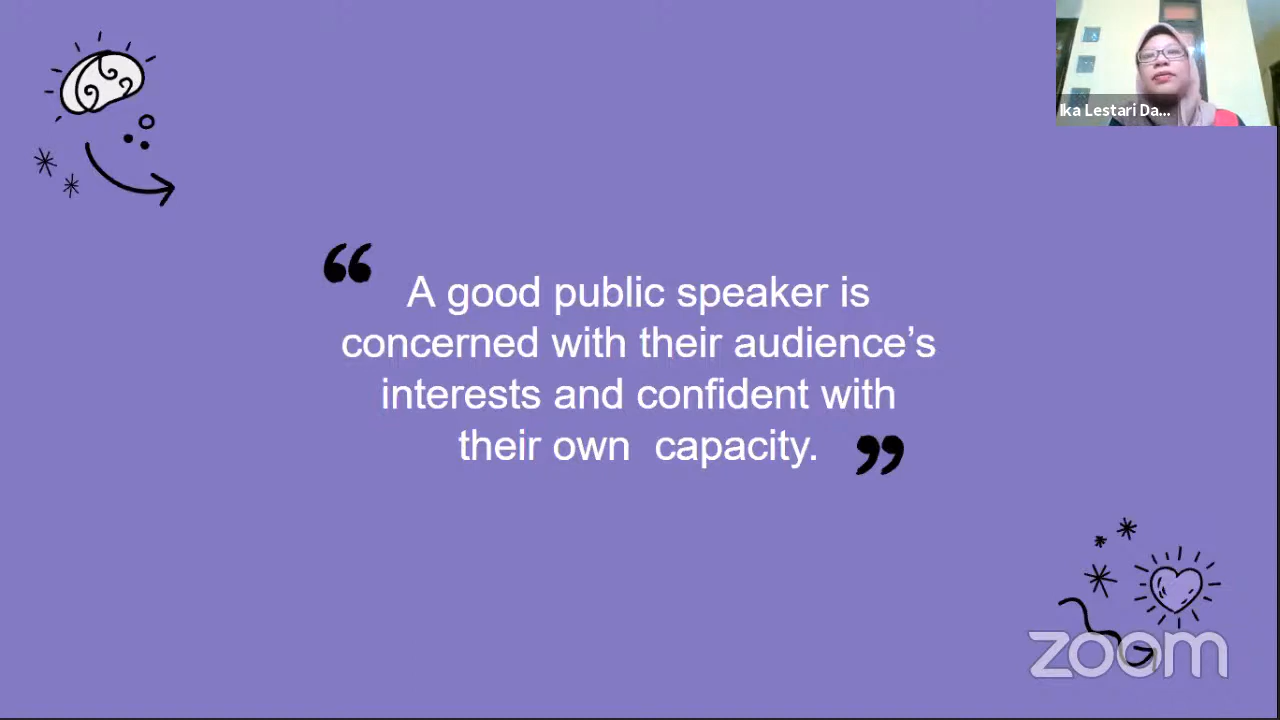 Ika Lestari Da...
“ A good public speaker is
concerned with their audience’s
interests and confident with
their own  capacity. ”
zoom